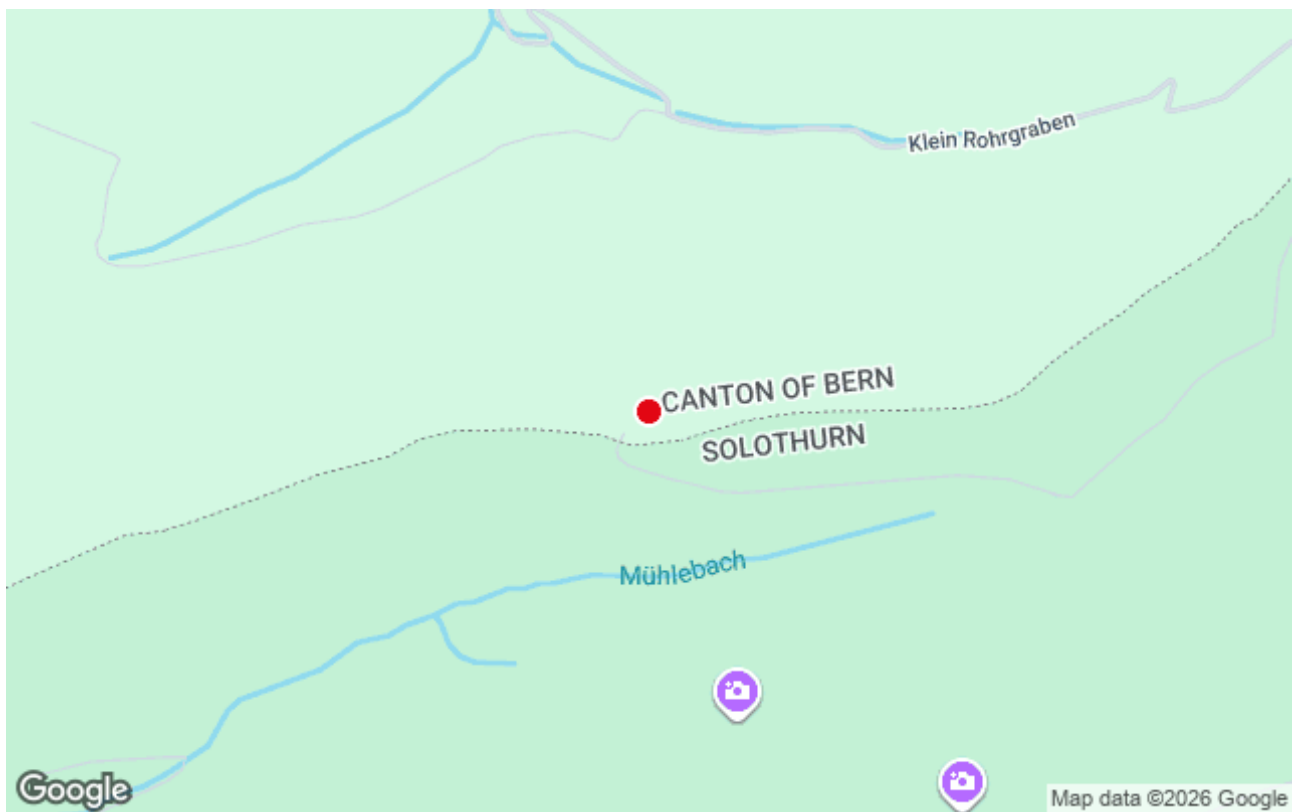 Klein Rohrgraben
CANTON OF BERN
SOLOTHURN
Mühlebach
Google
Map data ©2026 Google